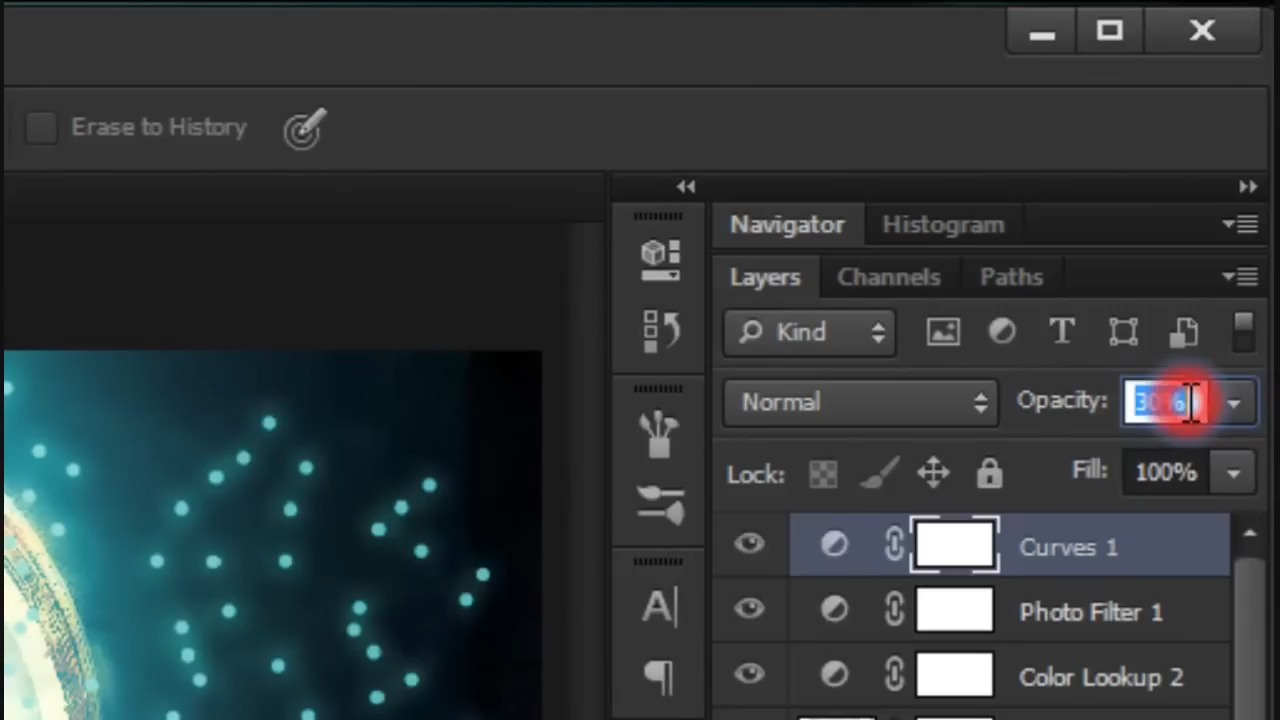 Erase to History
Navigator Histogram
Layers Channels Paths
Kind T
Normal Opacity: 30%
Lock: Fill: 100%
Curves 1
Photo Filter 1
Color Lookup 2
A